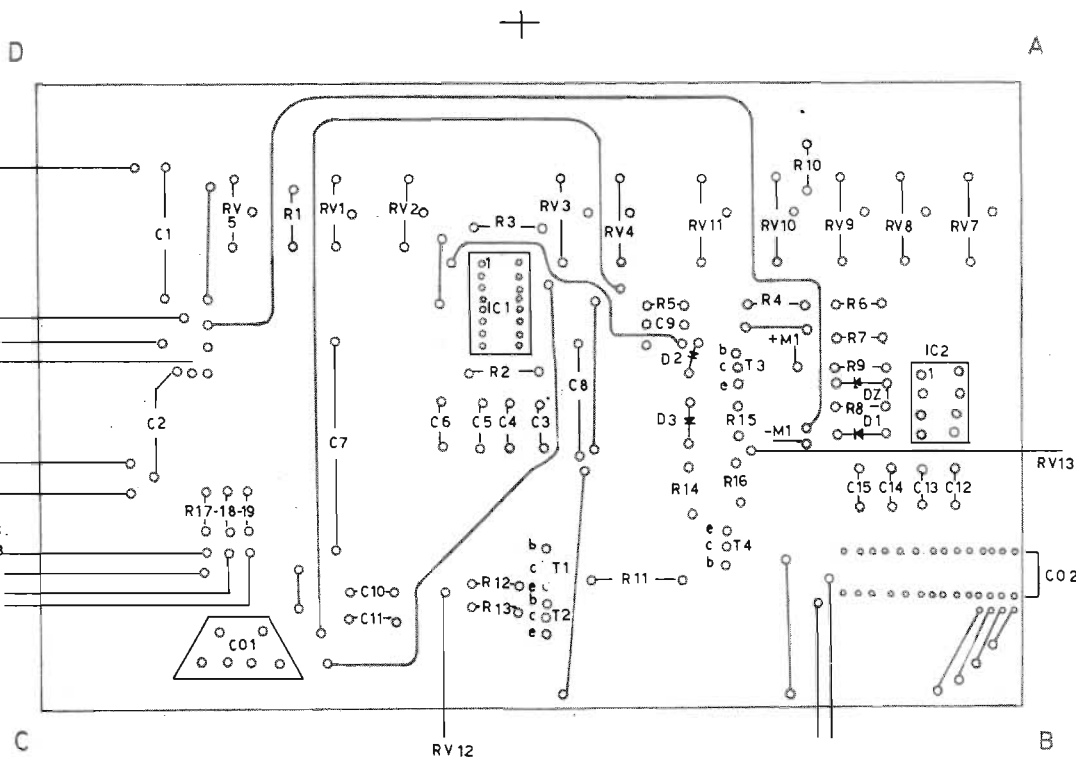 D
A
R10
C1
RV
5
R1
RV1
RV2
R3
RV3
RV4
RV11
RV10
RV9
RV8
RV7
1
IC1
R5
C9
R4
R6
+M1
R7
D2
b
c
e
T3
R9
IC2
1
DZ1
R2
C8
R8
D1
C2
C7
C6
C5
C4
C3
D3
R15
-M1
RV13
R14
R16
C15
C14
C13
C12
R17-18-19
e
c
b
T4
b
c
e
T1
b
c
e
T2
R11
C10
C11
R12
R13
CO1
CO2
C
RV12
B